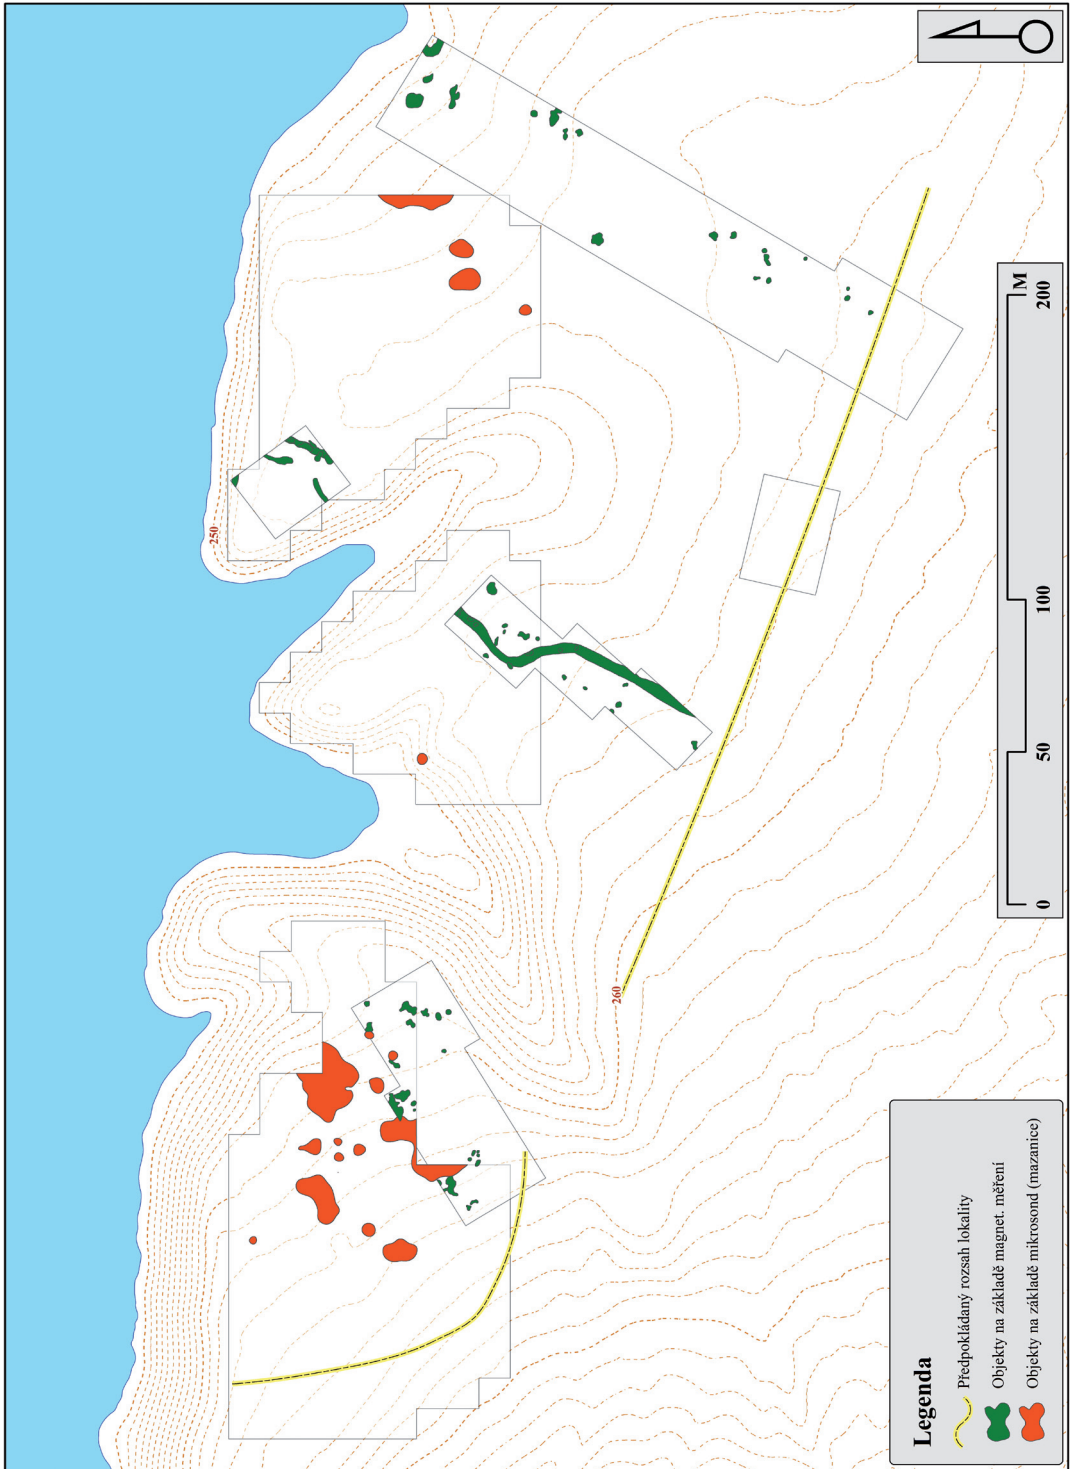 250
260
Legenda
Předpokládaný rozsah lokality
Objekty na základě magnet. měření
Objekty na základě mikrosond (mazanice)
0
50
100
200
M